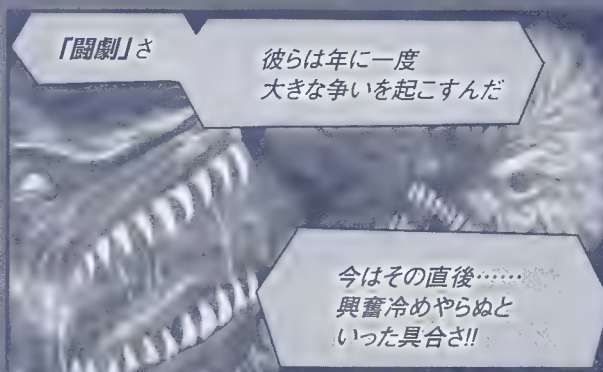 「闘劇」さ
彼らは年に一度
大きな争いを起こすんだ
今はその直後……
興奮冷めやらぬと
いった具合さ!!